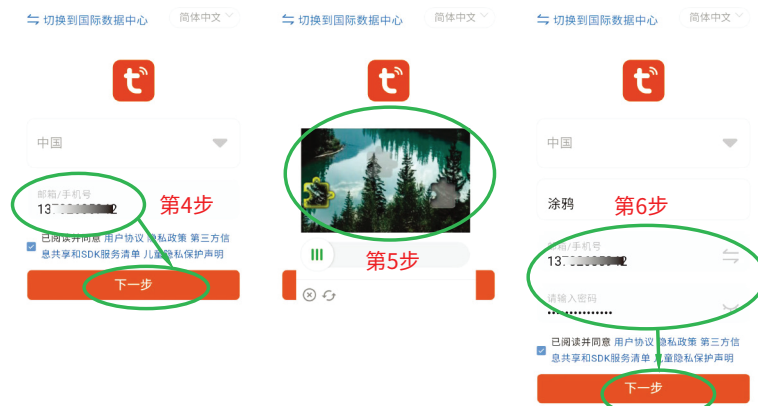 切换到国际数据中心 简体中文
中国
邮箱/手机号
第4步
已阅读并同意 用户协议 隐私政策 第三方信
息共享和SDK服务清单 儿童隐私保护声明
下一步
切换到国际数据中心 简体中文
第5步
切换到国际数据中心 简体中文
中国
涂鸦
第6步
邮箱/手机号
请输入密码
已阅读并同意 用户协议 隐私政策 第三方信
息共享和SDK服务清单 儿童隐私保护声明
下一步